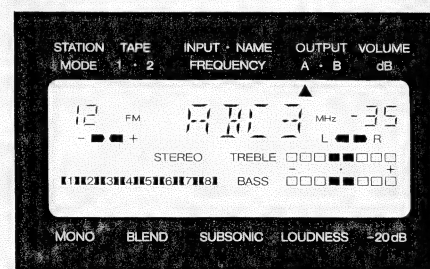 STATION TAPE INPUT · NAME OUTPUT VOLUME
MODE 1 · 2 FREQUENCY A · B dB
12 FM ABC3 MHz -35
- + L R
STEREO TREBLE
- · +
1 2 3 4 5 6 7 8 BASS
MONO BLEND SUBSONIC LOUDNESS -20dB